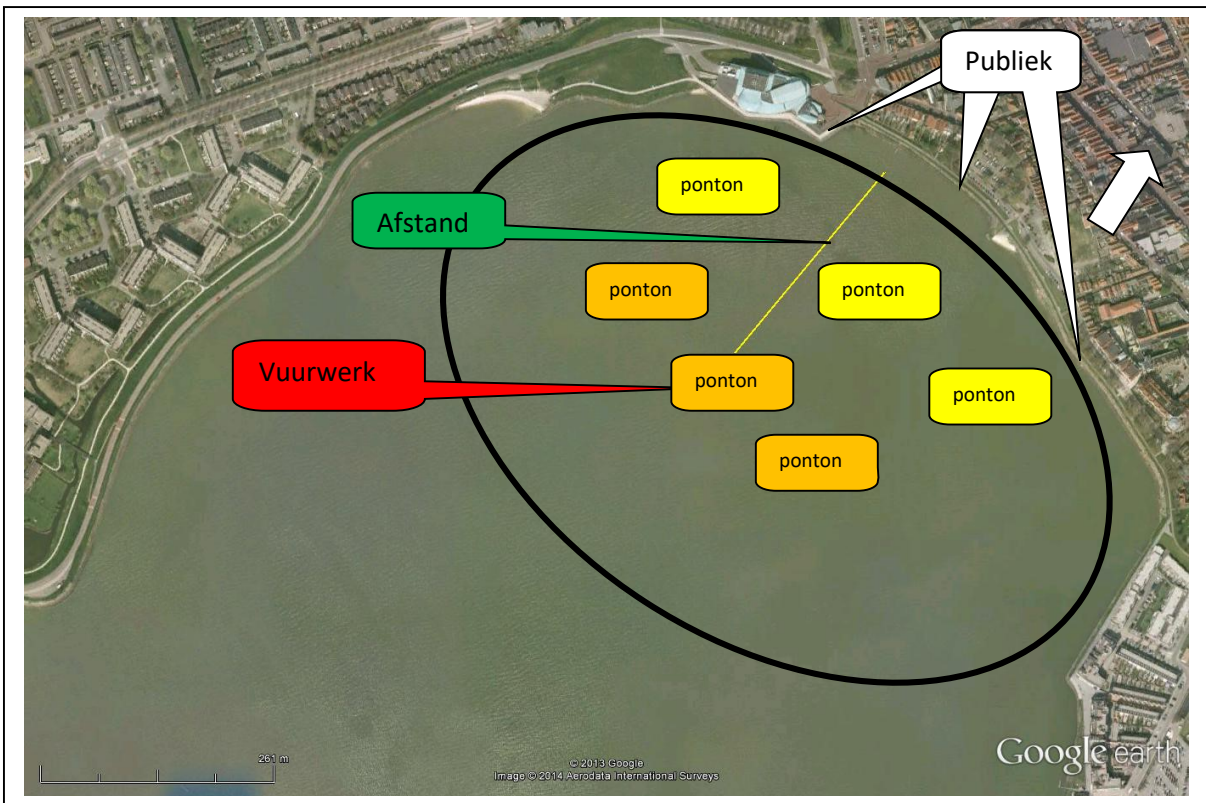 Publiek
ponton
Afstand
ponton
ponton
Vuurwerk
ponton
ponton
ponton
261 m
© 2013 Google
Image © 2014 Aerodata International Surveys
Google earth